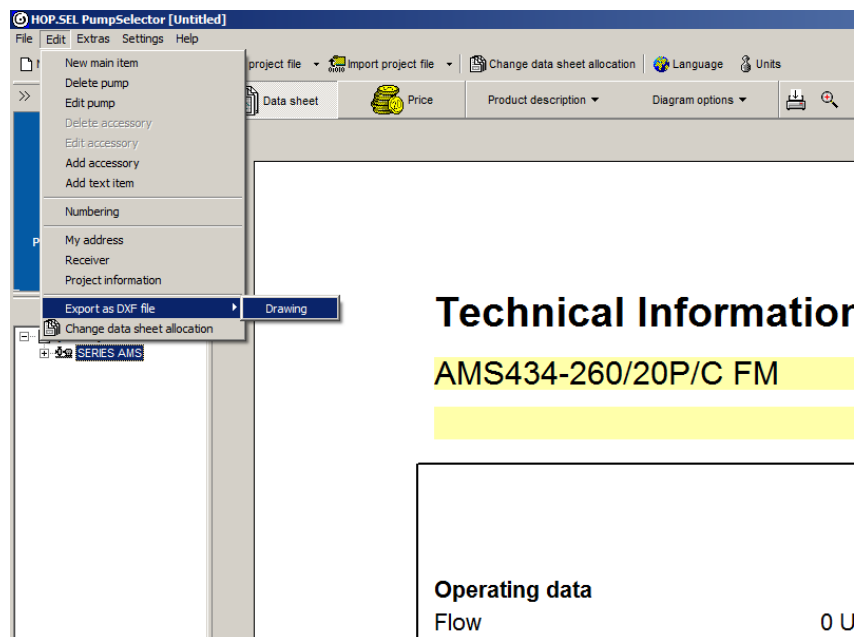 HOP.SEL PumpSelector [Untitled]
File Edit Extras Settings Help
project file Import project file Change data sheet allocation Language Units
Data sheet Price Product description Diagram options
New main item
Delete pump
Edit pump
Delete accessory
Edit accessory
Add accessory
Add text item
Numbering
My address
Receiver
Project information
Export as DXF file Drawing
Change data sheet allocation
SERIES AMS
Technical Information
AMS434-260/20P/C FM
Operating data
Flow 0 U